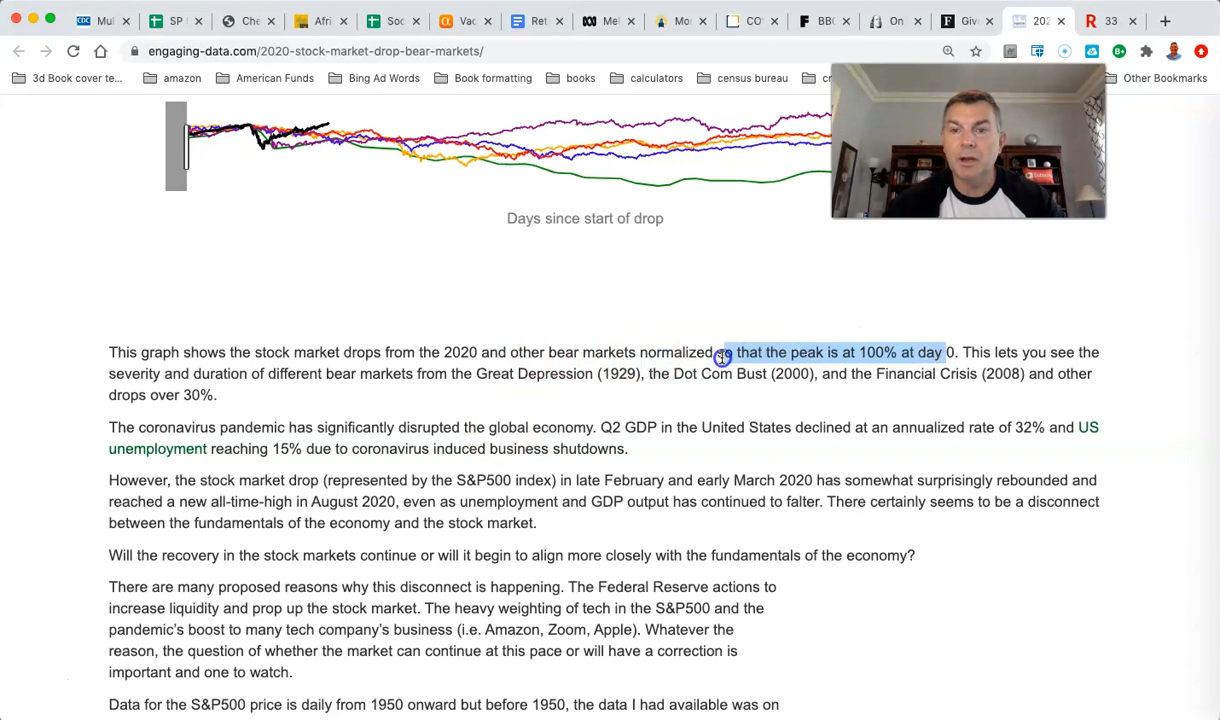 Mul
SP
Che
Afri
Soc
Vac
Ret
Mel
Mor
CO
BBC
On
Give
202
33
engaging-data.com/2020-stock-market-drop-bear-markets/
3d Book cover te... amazon American Funds Bing Ad Words Book formatting books calculators census bureau Other Bookmarks
Days since start of drop
This graph shows the stock market drops from the 2020 and other bear markets normalized so that the peak is at 100% at day 0. This lets you see the
severity and duration of different bear markets from the Great Depression (1929), the Dot Com Bust (2000), and the Financial Crisis (2008) and other
drops over 30%.
The coronavirus pandemic has significantly disrupted the global economy. Q2 GDP in the United States declined at an annualized rate of 32% and US
unemployment reaching 15% due to coronavirus induced business shutdowns.
However, the stock market drop (represented by the S&P500 index) in late February and early March 2020 has somewhat surprisingly rebounded and
reached a new all-time-high in August 2020, even as unemployment and GDP output has continued to falter. There certainly seems to be a disconnect
between the fundamentals of the economy and the stock market.
Will the recovery in the stock markets continue or will it begin to align more closely with the fundamentals of the economy?
There are many proposed reasons why this disconnect is happening. The Federal Reserve actions to
increase liquidity and prop up the stock market. The heavy weighting of tech in the S&P500 and the
pandemic's boost to many tech company's business (i.e. Amazon, Zoom, Apple). Whatever the
reason, the question of whether the market can continue at this pace or will have a correction is
important and one to watch.
Data for the S&P500 price is daily from 1950 onward but before 1950, the data I had available was on